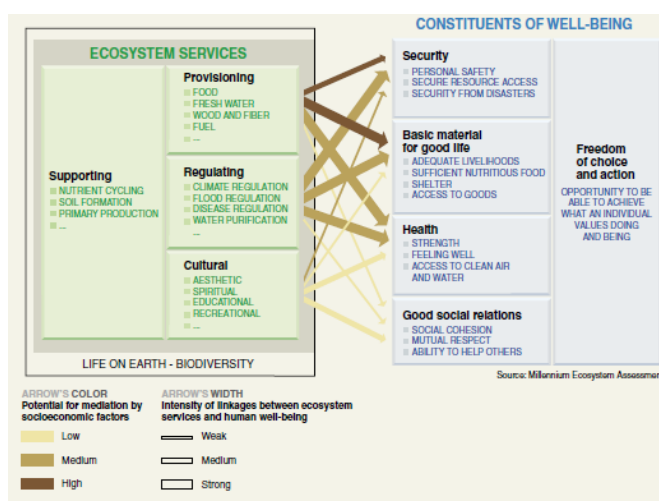 CONSTITUENTS OF WELL-BEING
ECOSYSTEM SERVICES
Supporting
NUTRIENT CYCLING
SOIL FORMATION
PRIMARY PRODUCTION
...
Provisioning
FOOD
FRESH WATER
WOOD AND FIBER
FUEL
...
Regulating
CLIMATE REGULATION
FLOOD REGULATION
DISEASE REGULATION
WATER PURIFICATION
...
Cultural
AESTHETIC
SPIRITUAL
EDUCATIONAL
RECREATIONAL
...
LIFE ON EARTH - BIODIVERSITY
Security
PERSONAL SAFETY
SECURE RESOURCE ACCESS
SECURITY FROM DISASTERS
Basic material
for good life
ADEQUATE LIVELIHOODS
SUFFICIENT NUTRITIOUS FOOD
SHELTER
ACCESS TO GOODS
Health
STRENGTH
FEELING WELL
ACCESS TO CLEAN AIR
AND WATER
Good social relations
SOCIAL COHESION
MUTUAL RESPECT
ABILITY TO HELP OTHERS
Freedom
of choice
and action
OPPORTUNITY TO BE
ABLE TO ACHIEVE
WHAT AN INDIVIDUAL
VALUES DOING
AND BEING
Source: Millennium Ecosystem Assessmen
ARROW'S COLOR
Potential for mediation by
socioeconomic factors
Low
Medium
High
ARROW'S WIDTH
Intensity of linkages between ecosystem
services and human well-being
Weak
Medium
Strong